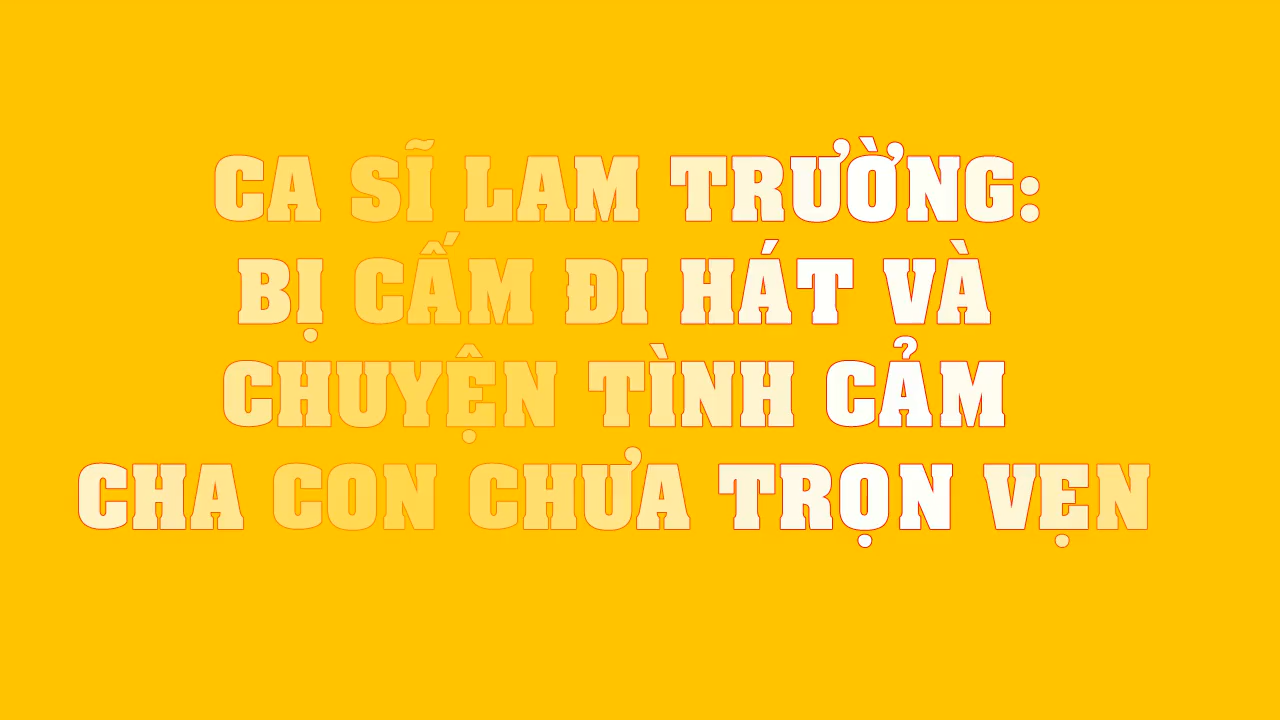 CA SĨ LAM TRƯỜNG:
BỊ CẤM ĐI HÁT VÀ
CHUYỆN TÌNH CẢM
CHA CON CHƯA TRỌN VẸN